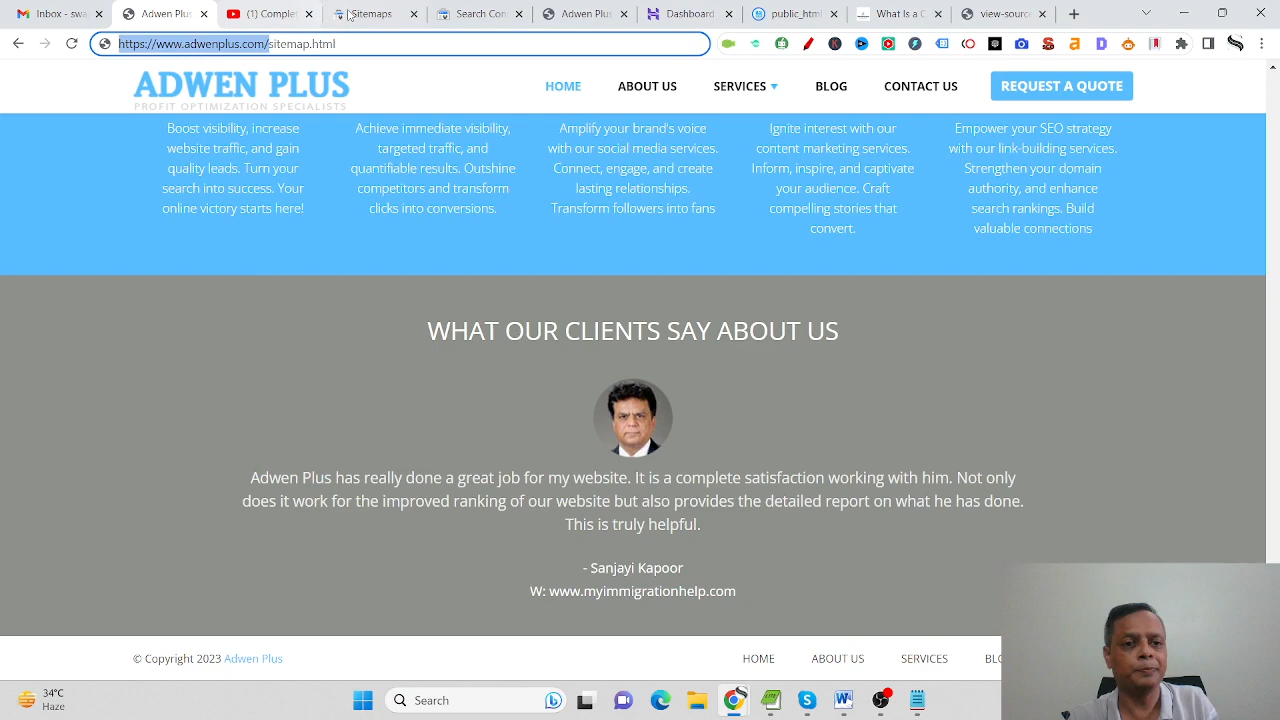 Inbox - swa
Adwen Plus
(1) Complet
Sitemaps
Search Con
Adwen Plus
Dashboard
public_html
What Is a C
view-source
https://www.adwenplus.com/sitemap.html
ADWEN PLUS
PROFIT OPTIMIZATION SPECIALISTS
HOME
ABOUT US
SERVICES
BLOG
CONTACT US
REQUEST A QUOTE
Boost visibility, increase
website traffic, and gain
quality leads. Turn your
search into success. Your
online victory starts here!
Achieve immediate visibility,
targeted traffic, and
quantifiable results. Outshine
competitors and transform
clicks into conversions.
Amplify your brand's voice
with our social media services.
Connect, engage, and create
lasting relationships.
Transform followers into fans
Ignite interest with our
content marketing services.
Inform, inspire, and captivate
your audience. Craft
compelling stories that
convert.
Empower your SEO strategy
with our link-building services.
Strengthen your domain
authority, and enhance
search rankings. Build
valuable connections
WHAT OUR CLIENTS SAY ABOUT US
Adwen Plus has really done a great job for my website. It is a complete satisfaction working with him. Not only
does it work for the improved ranking of our website but also provides the detailed report on what he has done.
This is truly helpful.
- Sanjayi Kapoor
W: www.myimmigrationhelp.com
© Copyright 2023 Adwen Plus
HOME
ABOUT US
SERVICES
BLO
34°C
Haze
Search